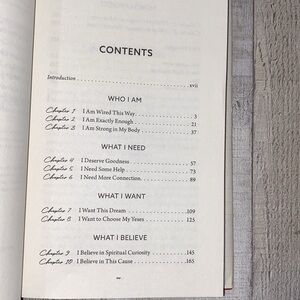 CONTENTS
Introduction xvii
WHO I AM
Chapter 1 I Am Wired This Way 3
Chapter 2 I Am Exactly Enough 21
Chapter 3 I Am Strong in My Body 37
WHAT I NEED
Chapter 4 I Deserve Goodness 57
Chapter 5 I Need Some Help 73
Chapter 6 I Need More Connection 89
WHAT I WANT
Chapter 7 I Want This Dream 109
Chapter 8 I Want to Choose My Yeses 125
WHAT I BELIEVE
Chapter 9 I Believe in Spiritual Curiosity 145
Chapter 10 I Believe in This Cause 165